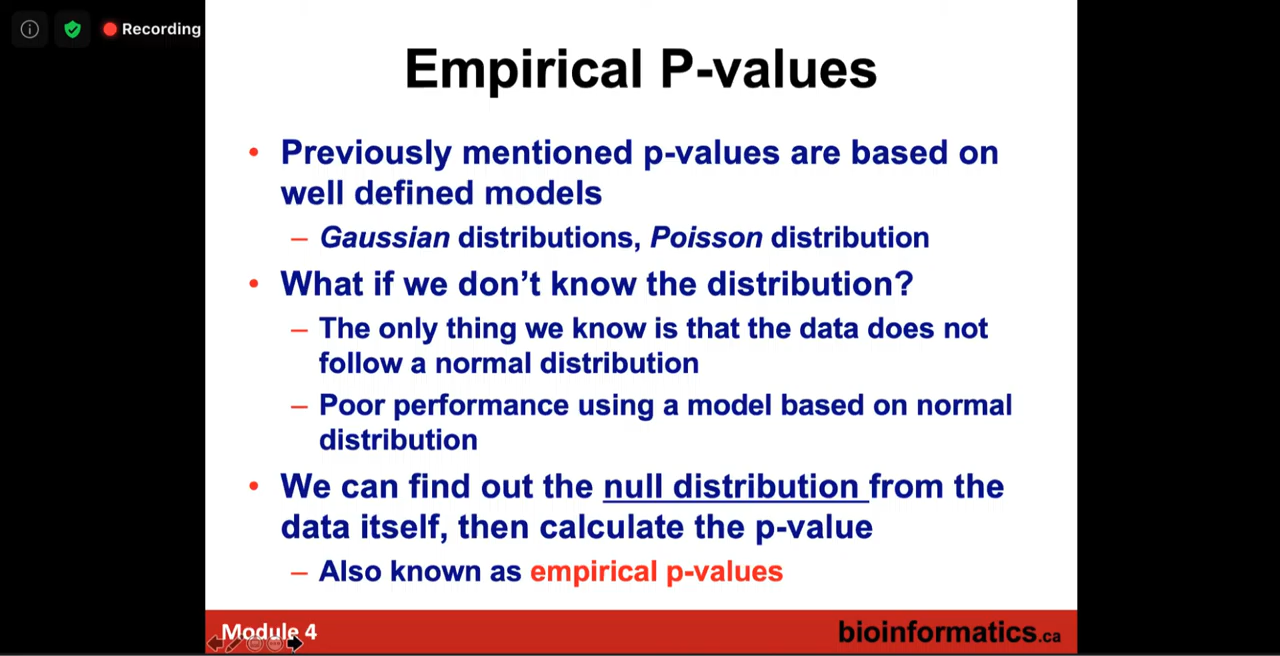 Recording
Empirical P-values
• Previously mentioned p-values are based on
well defined models
– Gaussian distributions, Poisson distribution
• What if we don’t know the distribution?
– The only thing we know is that the data does not
follow a normal distribution
– Poor performance using a model based on normal
distribution
• We can find out the null distribution from the
data itself, then calculate the p-value
– Also known as empirical p-values
Module 4
bioinformatics.ca